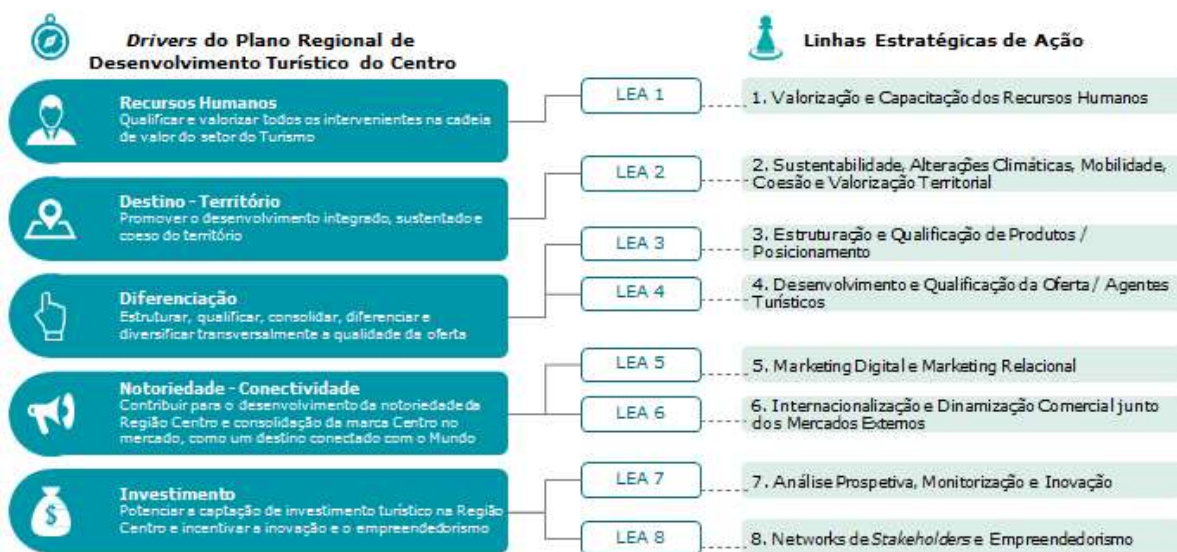 Drivers do Plano Regional de
Desenvolvimento Turístico do Centro
Linhas Estratégicas de Ação
Recursos Humanos
Qualificar e valorizar todos os intervenientes na cadeia
de valor do setor do Turismo
LEA 1
1. Valorização e Capacitação dos Recursos Humanos
Destino - Território
Promover o desenvolvimento integrado, sustentado e
coeso do território
LEA 2
2. Sustentabilidade, Alterações Climáticas, Mobilidade,
Coesão e Valorização Territorial
Diferenciação
Estruturar, qualificar, consolidar, diferenciar e
diversificar transversalmente a qualidade da oferta
LEA 3
3. Estruturação e Qualificação de Produtos /
Posicionamento
LEA 4
4. Desenvolvimento e Qualificação da Oferta / Agentes
Turísticos
Notoriedade - Conectividade
Contribuir para o desenvolvimento da notoriedade da
Região Centro e consolidação da marca Centro no
mercado, como um destino conectado com o Mundo
LEA 5
5. Marketing Digital e Marketing Relacional
LEA 6
6. Internacionalização e Dinamização Comercial junto
dos Mercados Externos
Investimento
Potenciar a captação de investimento turístico na Região
Centro e incentivar a inovação e o empreendedorismo
$
LEA 7
7. Análise Prospetiva, Monitorização e Inovação
LEA 8
8. Networks de Stakeholders e Empreendedorismo